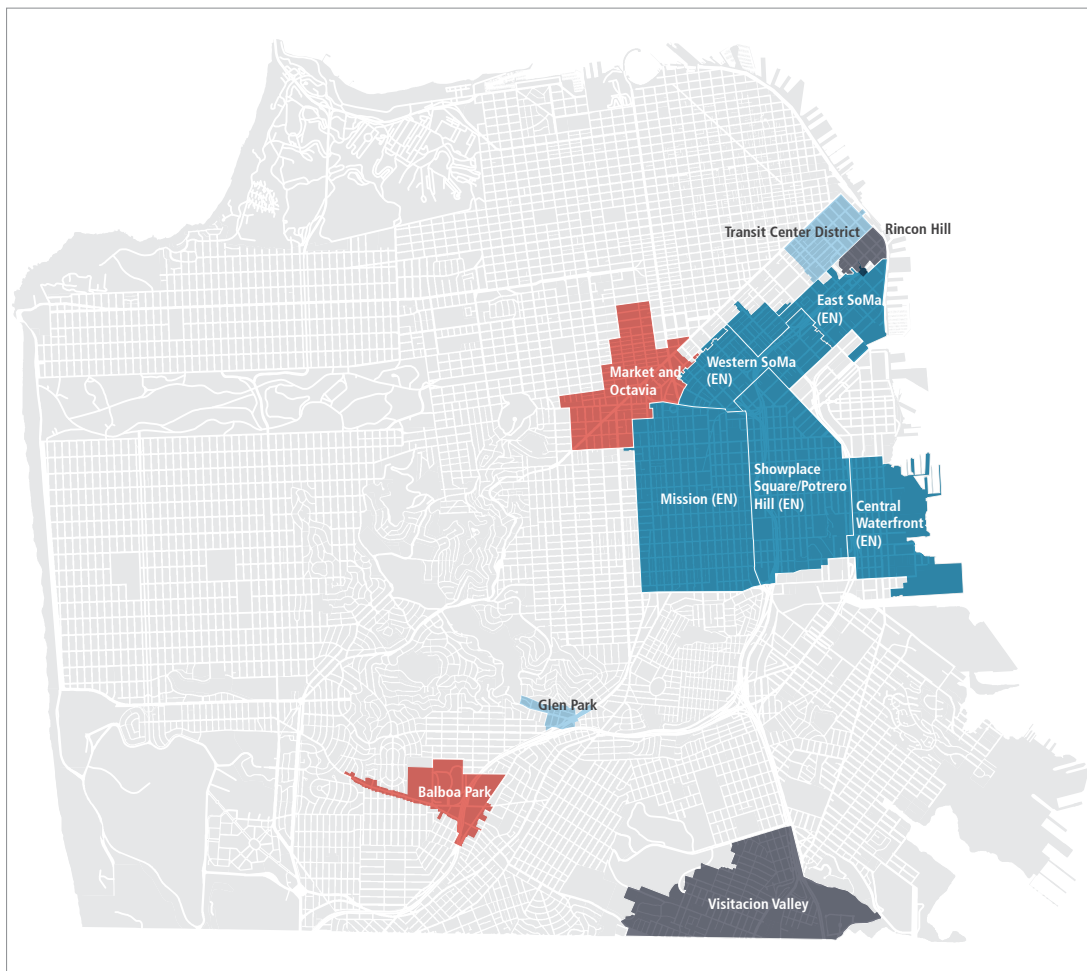 Transit Center District
Rincon Hill
East SoMa
(EN)
Market and
Octavia
Western SoMa
(EN)
Mission (EN)
Showplace
Square/Potrero
Hill (EN)
Central
Waterfront
(EN)
Glen Park
Balboa Park
Visitacion Valley